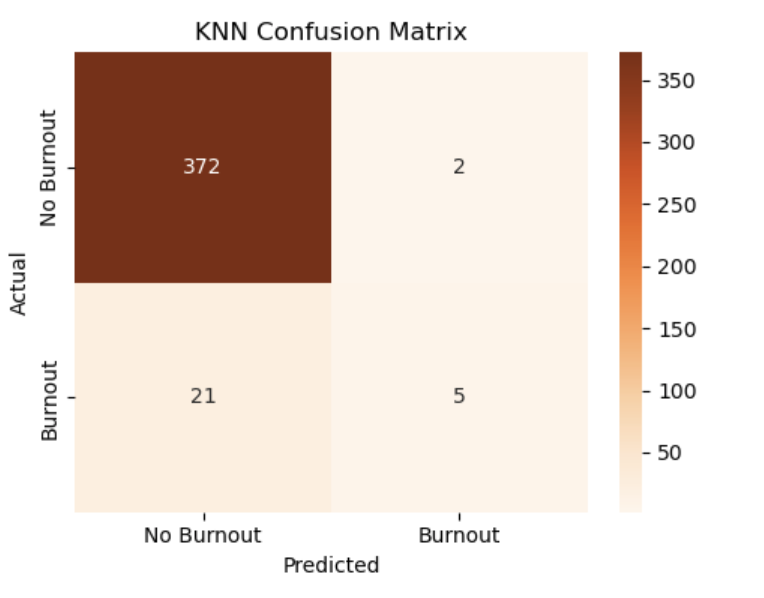 KNN Confusion Matrix
No Burnout
Burnout
Actual
372
2
21
5
No Burnout
Burnout
Predicted
350
300
250
200
150
100
50